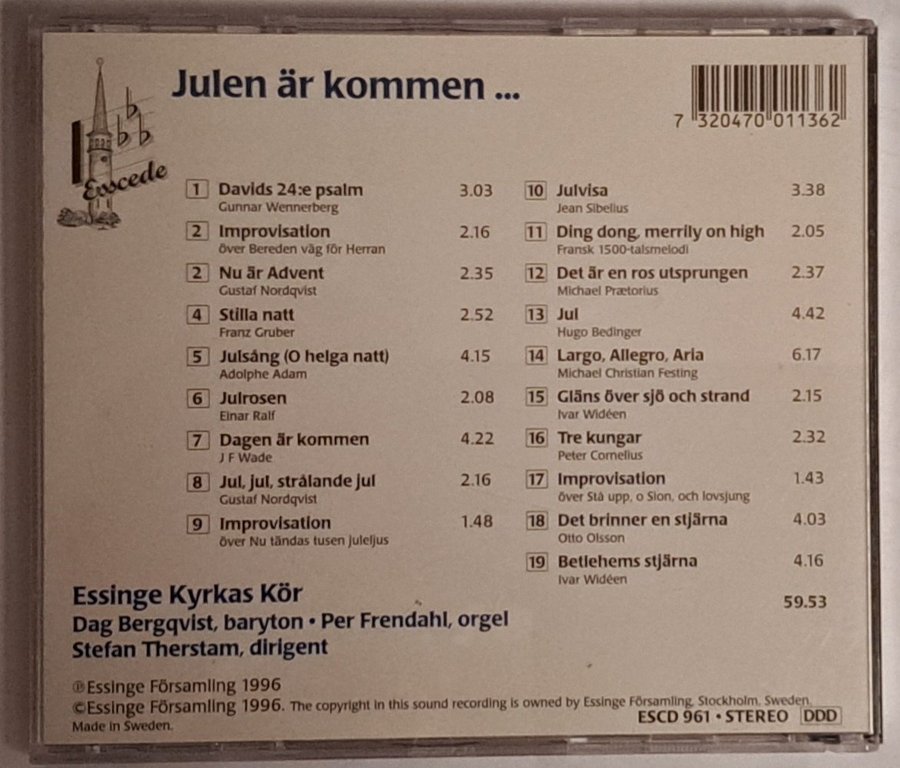 Julen är kommen ...
7 320470 011362
Esscede
1 Davids 24:e psalm 3.03
Gunnar Wennerberg
2 Improvisation 2.16
över Bereden väg för Herran
2 Nu är Advent 2.35
Gustaf Nordqvist
4 Stilla natt 2.52
Franz Gruber
5 Julsång (O helga natt) 4.15
Adolphe Adam
6 Julrosen 2.08
Einar Ralf
7 Dagen är kommen 4.22
J F Wade
8 Jul, jul, strålande jul 2.16
Gustaf Nordqvist
9 Improvisation 1.48
över Nu tändas tusen juleljus
10 Julvisa 3.38
Jean Sibelius
11 Ding dong, merrily on high 2.05
Fransk 1500-talsmelodi
12 Det är en ros utsprungen 2.37
Michael Prætorius
13 Jul 4.42
Hugo Bedinger
14 Largo, Allegro, Aria 6.17
Michael Christian Festing
15 Gläns över sjö och strand 2.15
Ivar Widéen
16 Tre kungar 2.32
Peter Cornelius
17 Improvisation 1.43
över Stå upp, o Sion, och lovsjung
18 Det brinner en stjärna 4.03
Otto Olsson
19 Betlehems stjärna 4.16
Ivar Widéen
59.53
Essinge Kyrkas Kör
Dag Bergqvist, baryton • Per Frendahl, orgel
Stefan Therstam, dirigent
℗Essinge Församling 1996
©Essinge Församling 1996. The copyright in this sound recording is owned by Essinge Församling, Stockholm, Sweden.
Made in Sweden.
ESCD 961 • STEREO DDD